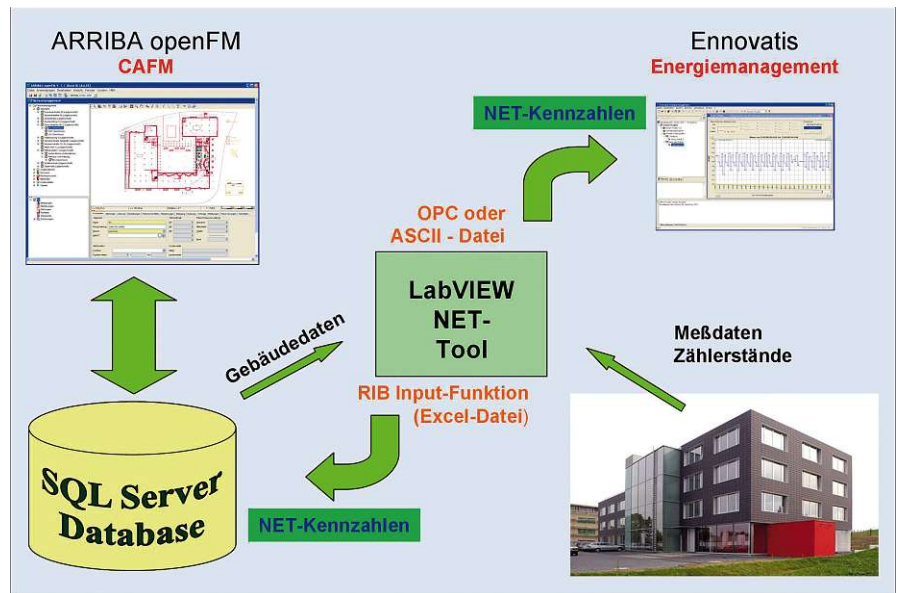 ARRIBA openFM
CAFM
Ennovatis
Energiemanagement
NET-Kennzahlen
OPC oder
ASCII - Datei
LabVIEW
NET-
Tool
Gebäudedaten
Meßdaten
Zählerstände
RIB Input-Funktion
(Excel-Datei)
SQL Server
Database
NET-Kennzahlen